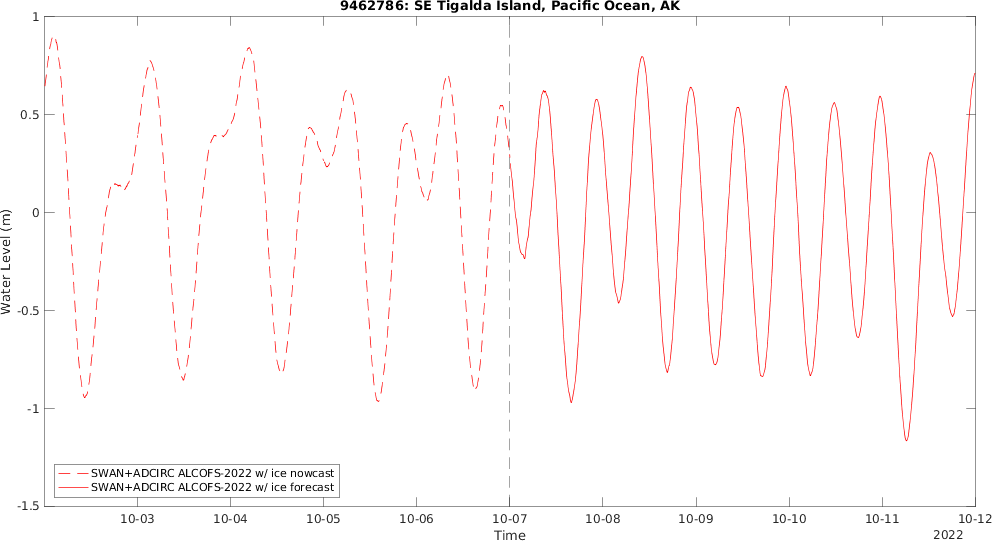 9462786: SE Tigalda Island, Pacific Ocean, AK
1
0.5
0
-0.5
-1
-1.5
Water Level (m)
SWAN+ADCIRC ALCOFS-2022 w/ ice nowcast
SWAN+ADCIRC ALCOFS-2022 w/ ice forecast
10-03 10-04 10-05 10-06 10-07 10-08 10-09 10-10 10-11 10-12
Time
2022